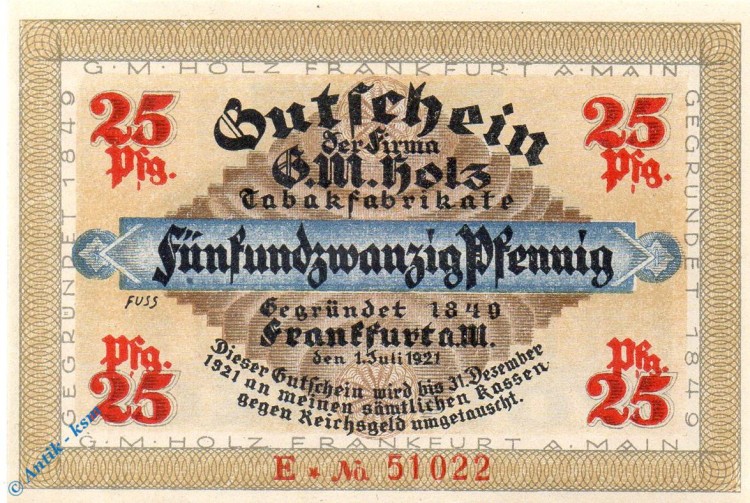 G. M. HOLZ FRANKFURT A. MAIN
GEGRÜNDET 1849
GEGRÜNDET 1849
25
Pfg.
25
Pfg.
Gutschein
Der Firma
G.M. Holz
Tabakfabrikate
Fünfundzwanzig Pfennig
FUSS
Gegründet 1849
Frankfurt a.M.
den 1. Juli 1921
Pfg.
25
Pfg.
25
Dieser Gutschein wird bis 31. Dezember
1921 an meinen sämtlichen Kassen
gegen Reichsgeld umgetauscht.
G. M. HOLZ FRANKFURT A. MAIN
E * No 51022
© Antik - ksm